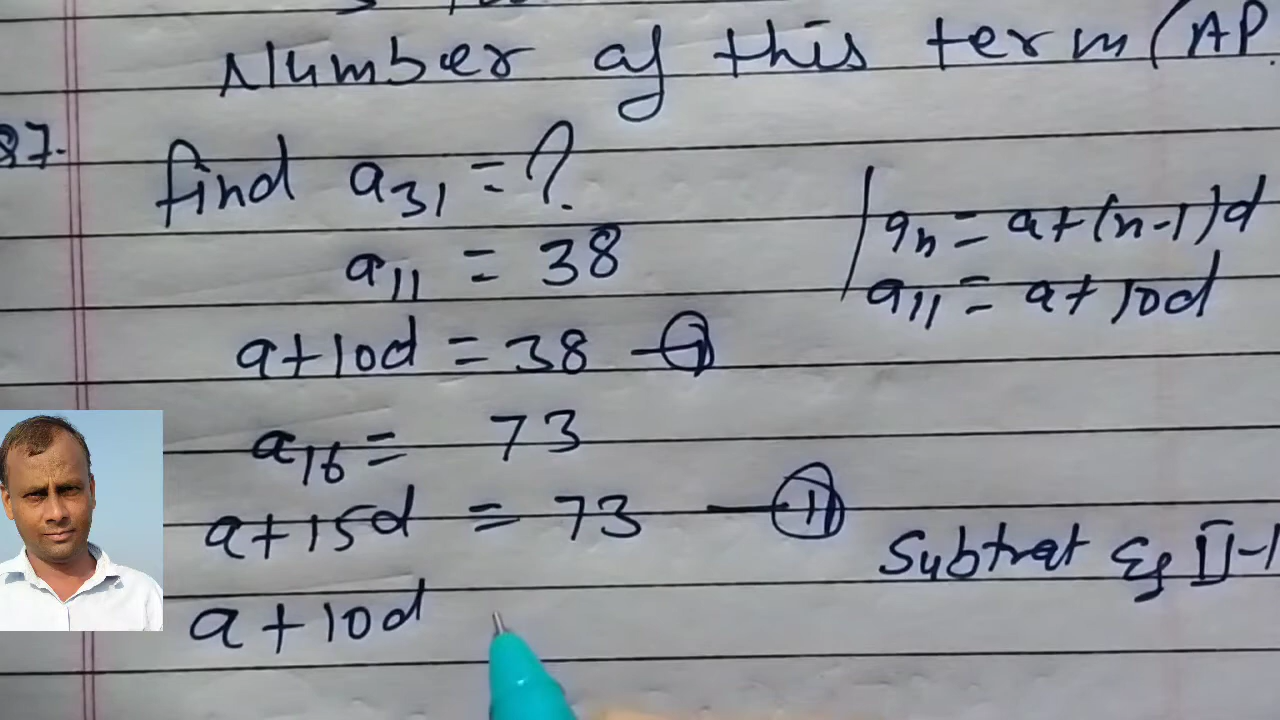 Number of this term (AP
37.
find a31 = ?
a11 = 38
an = a+(n-1)d
a11 = a+10d
a+10d = 38 — I
a16 = 73
a+15d = 73 — II
Subtrat Eq II-I
a+10d